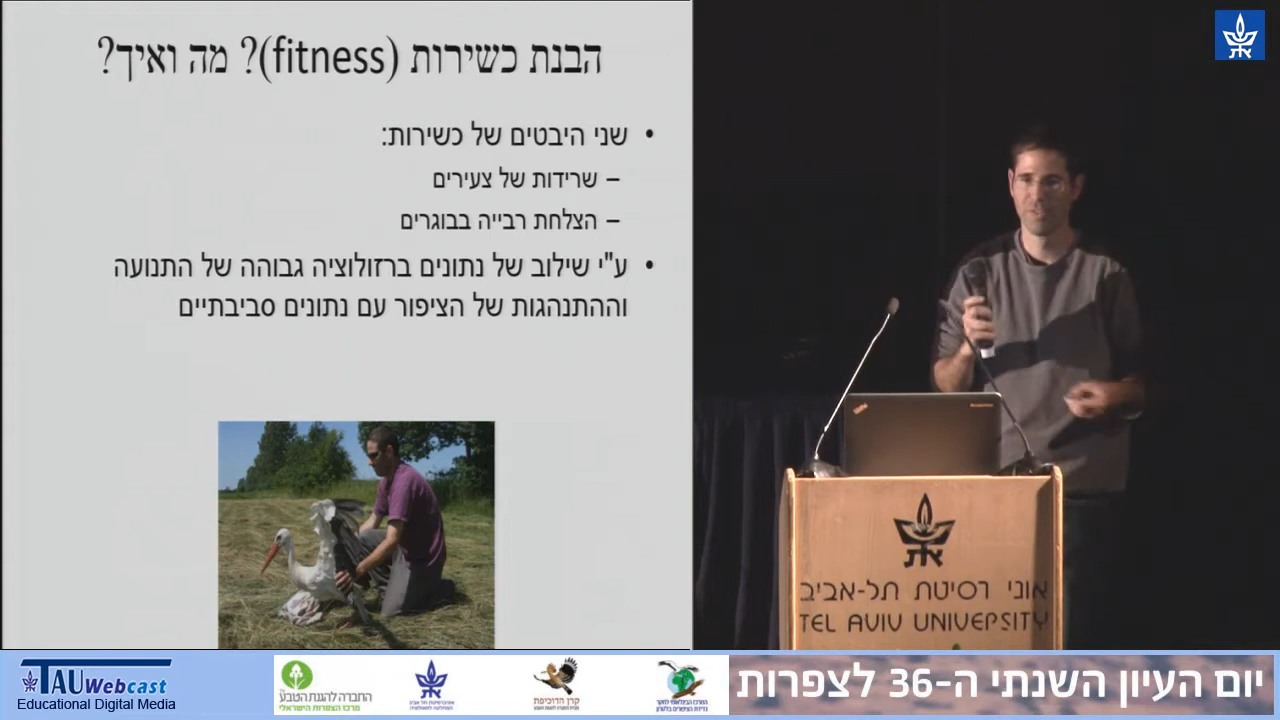 הבנת כשירות (fitness)? מה ואיך?
• שני היבטים של כשירות:
– שרידות של צעירים
– הצלחת רבייה בבוגרים
• ע"י שילוב של נתונים ברזולוציה גבוהה של התנועה
וההתנהגות של הציפור עם נתונים סביבתיים
אוניברסיטת תל-אביב
TEL AVIV UNIVERSITY
יום העיון השנתי ה-36 לצפרות
קרן הדוכיפת
החברה להגנת הטבע
מרכז הצפרות הישראלי
TAU Webcast
Educational Digital Media